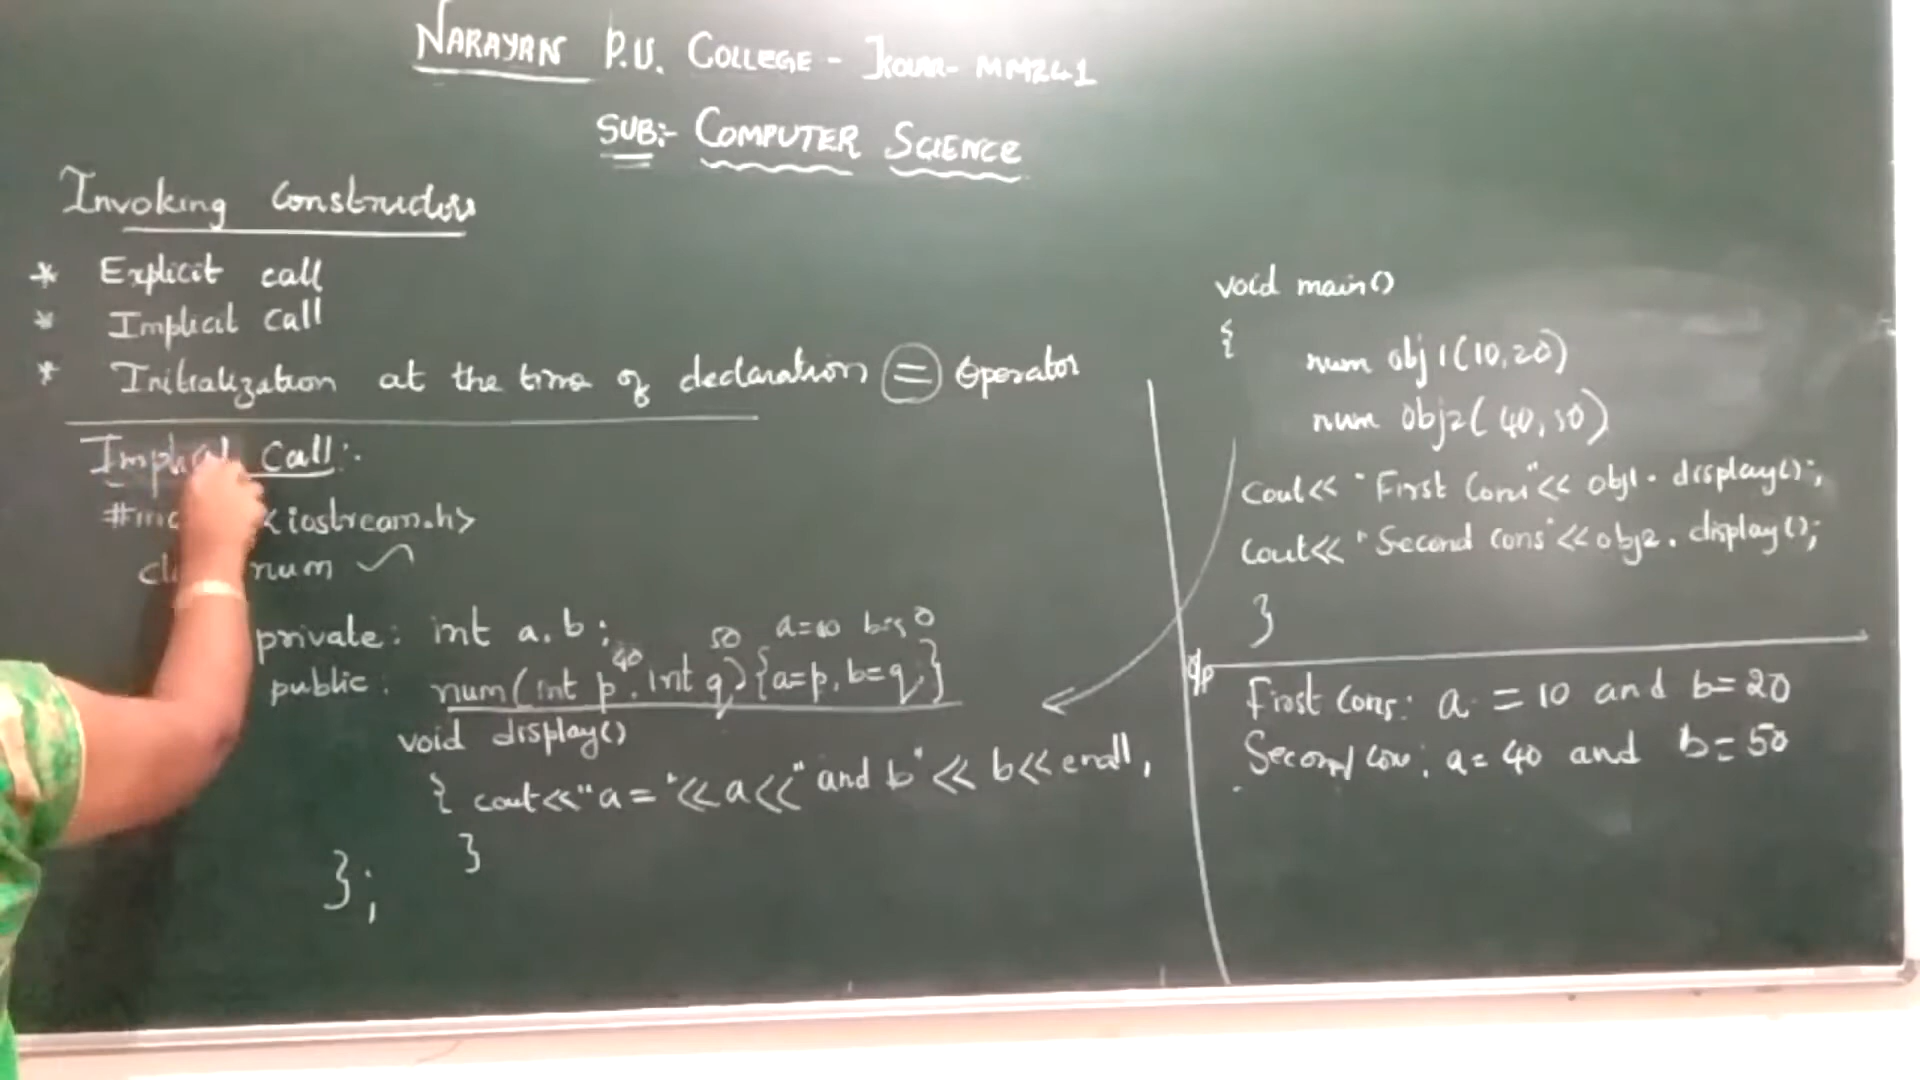 NARAYAN P.U. COLLEGE - KOLAR - MM241
SUB:- COMPUTER SCIENCE
Invoking Constructors
* Explicit call
* Implicit call
* Initialization at the time of declaration = operator
Implicit Call:-
<iostream.h>
num
private: int a, b;
a=40 b=50
40 50
public: num(int p, int q) {a=p, b=q;}
void display()
{ cout<<"a="<<a<<" and b"<< b<< endl,
}
};
void main()
{
num obj1(10,20)
num obj2(40,50)
cout<< "First Cons"<< obj1. display();
cout<< "Second cons"<<obj2. display();
}
o/p
First Cons: a = 10 and b=20
Second Cons: a=40 and b=50